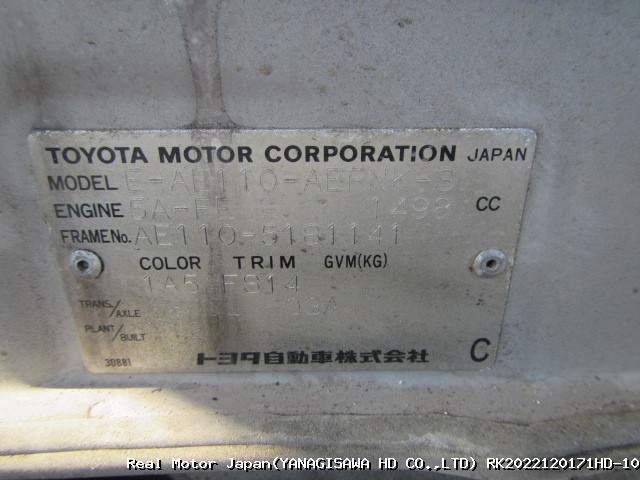 TOYOTA MOTOR CORPORATION JAPAN
MODEL E-AE110-AEPNK-S
ENGINE 5A-FE 1498 CC
FRAME No. AE110-5181141
COLOR TRIM GVM(KG)
1A5 FS14
TRANS./AXLE 03A
PLANT/BUILT
30881 トヨタ自動車株式会社 C
Real Motor Japan(YANAGISAWA HD CO.,LTD) RK2022120171HD-10